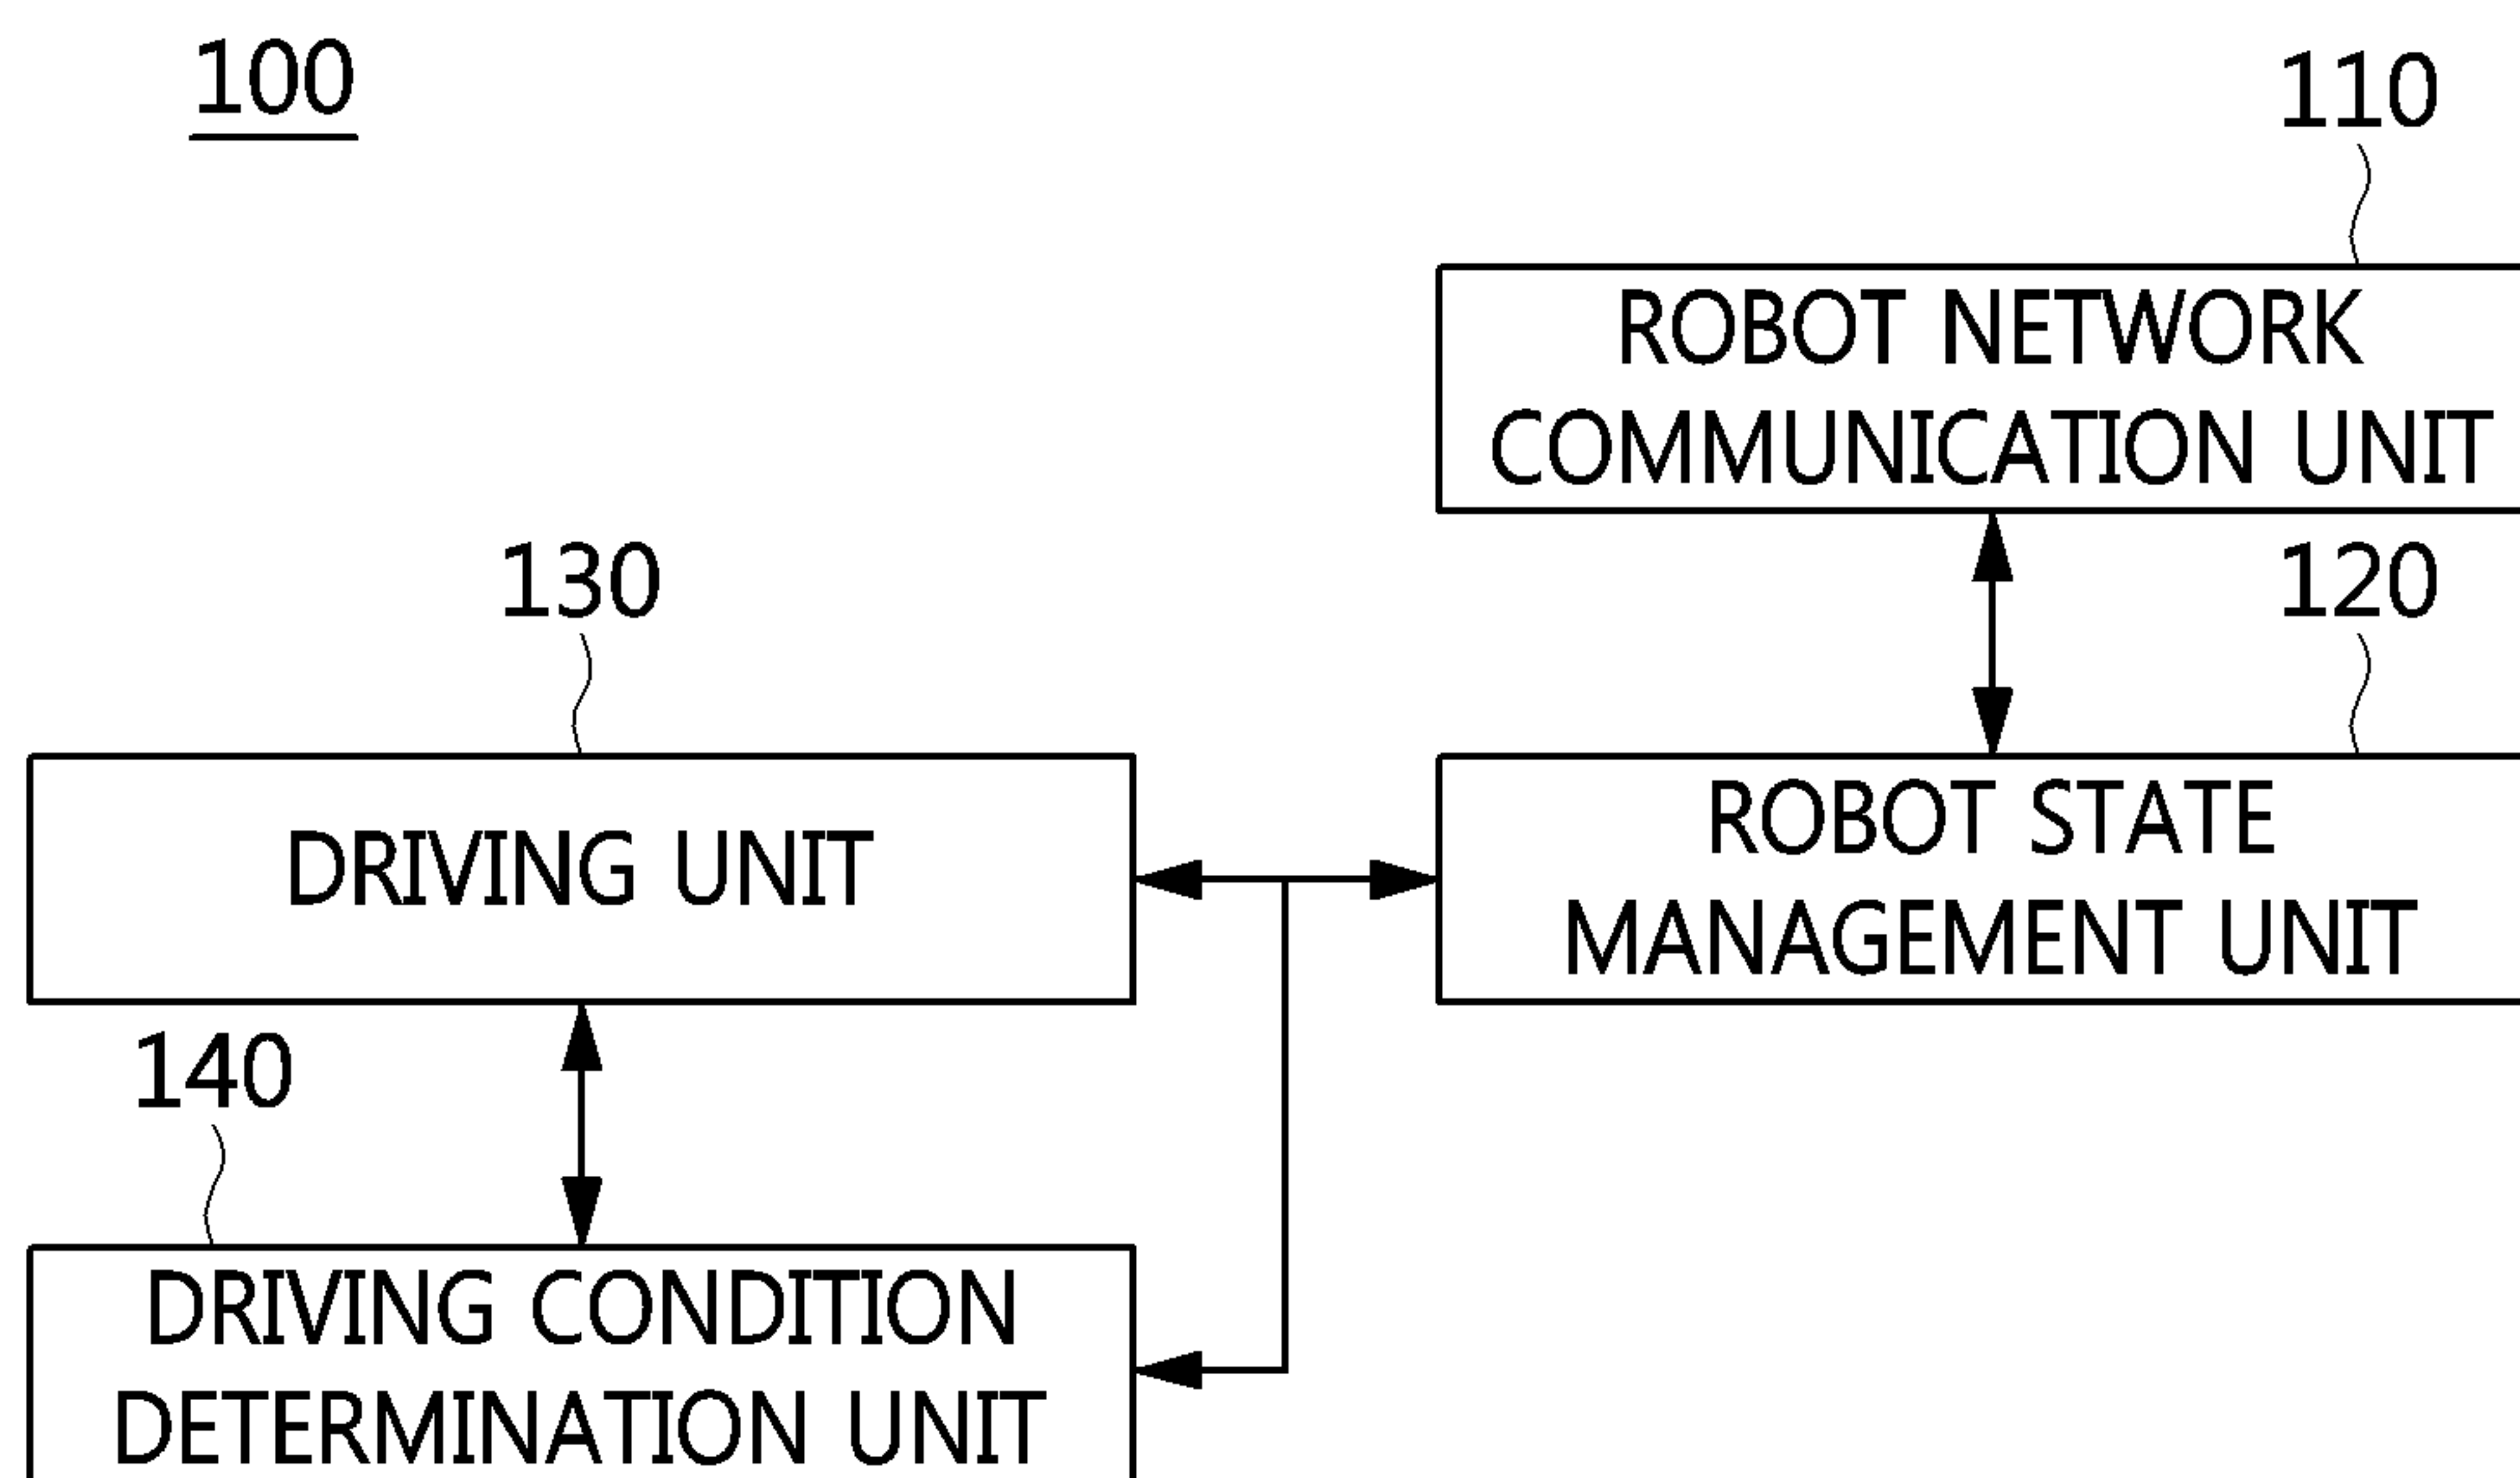 100
110
ROBOT NETWORK
COMMUNICATION UNIT
130
120
DRIVING UNIT
ROBOT STATE
MANAGEMENT UNIT
140
DRIVING CONDITION
DETERMINATION UNIT